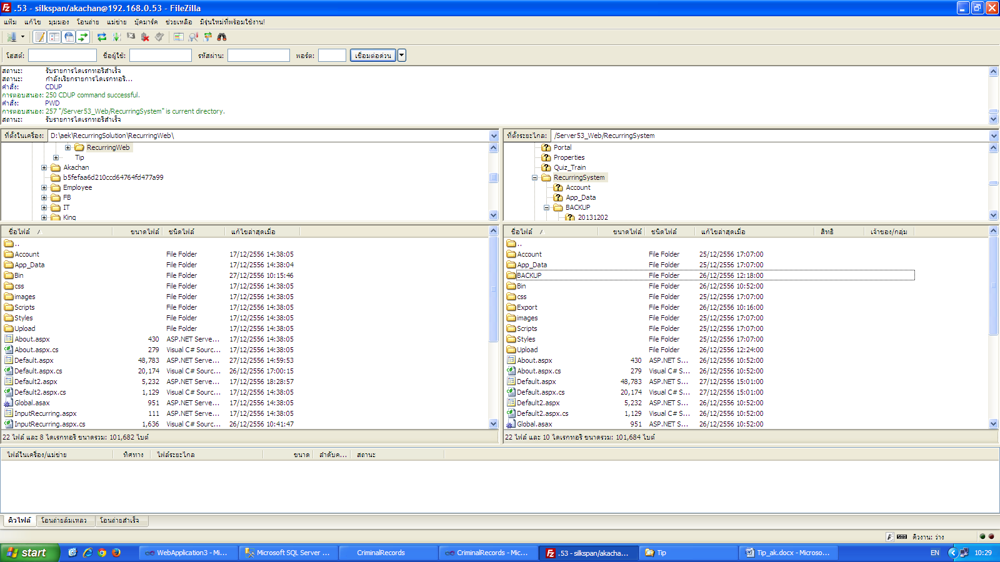 .53 - silkspan/akachan@192.168.0.53 - FileZilla
แฟ้ม แก้ไข มุมมอง โอนถ่าย แม่ข่าย บุ๊คมาร์ค ช่วยเหลือ มีรุ่นใหม่ที่พร้อมใช้งาน!
โฮสต์: ชื่อผู้ใช้: รหัสผ่าน: พอร์ต: เชื่อมต่อด่วน
สถานะ: รับรายการไดเรกทอรีสำเร็จ
สถานะ: กำลังเรียกรายการไดเรกทอรี...
คำสั่ง: CDUP
การตอบสนอง: 250 CDUP command successful.
คำสั่ง: PWD
การตอบสนอง: 257 "/Server53_Web/RecurringSystem" is current directory.
สถานะ: รับรายการไดเรกทอรีสำเร็จ
ที่ตั้งในเครื่อง: D:\aek\RecurringSolution\RecurringWeb\
RecurringWeb
Tip
Akachan
b5fefaa6d210ccd64764fd477a99
Employee
FB
IT
King
ที่ตั้งระยะไกล: /Server53_Web/RecurringSystem
Portal
Properties
Quiz_Train
RecurringSystem
Account
App_Data
BACKUP
20131202
ชื่อไฟล์ ขนาดไฟล์ ชนิดไฟล์ แก้ไขล่าสุดเมื่อ
..
Account File Folder 17/12/2556 14:38:05
App_Data File Folder 17/12/2556 14:38:04
Bin File Folder 27/12/2556 10:15:46
css File Folder 17/12/2556 14:38:05
images File Folder 17/12/2556 14:38:05
Scripts File Folder 17/12/2556 14:38:05
Styles File Folder 17/12/2556 14:38:05
Upload File Folder 17/12/2556 14:38:05
About.aspx 430 ASP.NET Serve... 17/12/2556 14:38:05
About.aspx.cs 279 Visual C# Sourc... 17/12/2556 14:38:05
Default.aspx 48,783 ASP.NET Serve... 27/12/2556 14:59:53
Default.aspx.cs 20,174 Visual C# Sourc... 26/12/2556 17:00:15
Default2.aspx 5,232 ASP.NET Serve... 17/12/2556 18:28:57
Default2.aspx.cs 1,129 Visual C# Sourc... 17/12/2556 14:38:05
Global.asax 951 ASP.NET Serve... 17/12/2556 14:38:05
InputRecurring.aspx 111 ASP.NET Serve... 17/12/2556 14:38:05
InputRecurring.aspx.cs 1,636 Visual C# Sourc... 26/12/2556 10:41:47
22 ไฟล์ และ 8 ไดเรกทอรี ขนาดรวม: 101,682 ไบต์
ชื่อไฟล์ ขนาดไฟล์ ชนิดไฟล์ แก้ไขล่าสุดเมื่อ สิทธิ เจ้าของ/กลุ่ม
..
Account File Folder 25/12/2556 17:07:00
App_Data File Folder 25/12/2556 17:07:00
BACKUP File Folder 26/12/2556 12:18:00
Bin File Folder 26/12/2556 10:52:00
css File Folder 25/12/2556 17:07:00
Export File Folder 26/12/2556 10:16:00
images File Folder 25/12/2556 17:07:00
Scripts File Folder 25/12/2556 17:07:00
Styles File Folder 25/12/2556 17:07:00
Upload File Folder 26/12/2556 12:24:00
About.aspx 430 ASP.NET S... 26/12/2556 10:52:00
About.aspx.cs 279 Visual C# S... 26/12/2556 10:52:00
Default.aspx 48,783 ASP.NET S... 27/12/2556 15:01:00
Default.aspx.cs 20,174 Visual C# S... 27/12/2556 15:01:00
Default2.aspx 5,232 ASP.NET S... 26/12/2556 10:52:00
Default2.aspx.cs 1,129 Visual C# S... 26/12/2556 10:52:00
Global.asax 951 ASP.NET S... 26/12/2556 10:52:00
22 ไฟล์ และ 10 ไดเรกทอรี ขนาดรวม: 101,684 ไบต์
ไฟล์ในเครื่อง/แม่ข่าย ทิศทาง ไฟล์ระยะไกล ขนาด ลำดับค... สถานะ
คิวไฟล์ โอนถ่ายล้มเหลว โอนถ่ายสำเร็จ
คิวงาน: ว่าง
start WebApplication3 - Mi... Microsoft SQL Server ... CriminalRecords CriminalRecords - Mic... .53 - silkspan/akacha... Tip Tip_ak.docx - Microso... EN 10:29